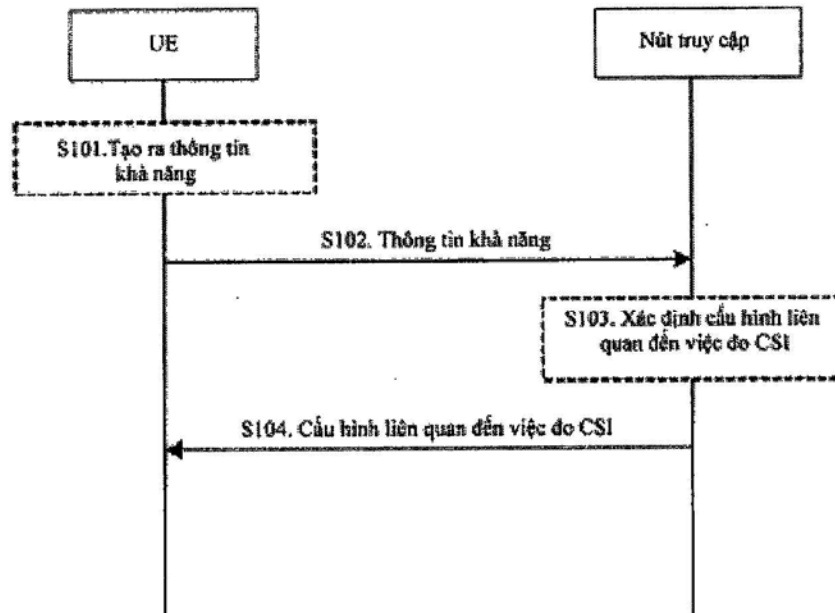 UE
Nút truy cập
S101.Tạo ra thông tin
khả năng
S102. Thông tin khả năng
S103. Xác định cấu hình liên
quan đến việc đo CSI
S104. Cấu hình liên quan đến việc đo CSI